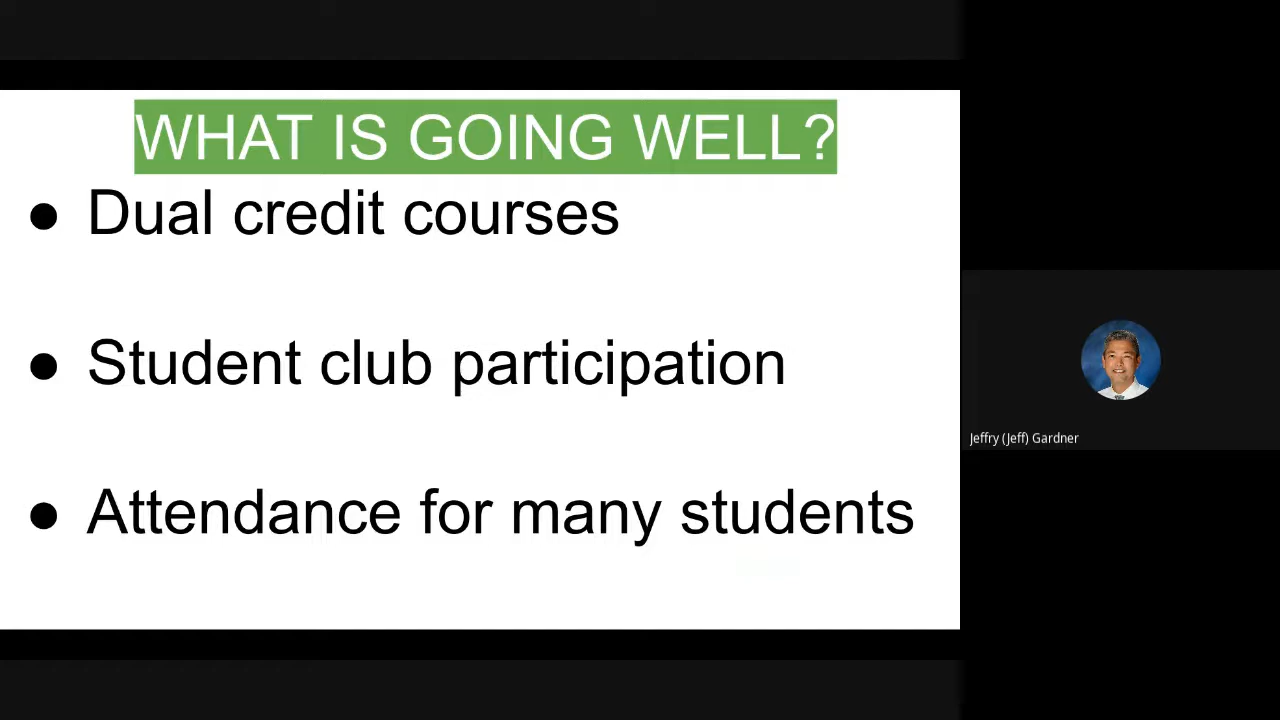 WHAT IS GOING WELL?
● Dual credit courses
● Student club participation
● Attendance for many students
Jeffry (Jeff) Gardner